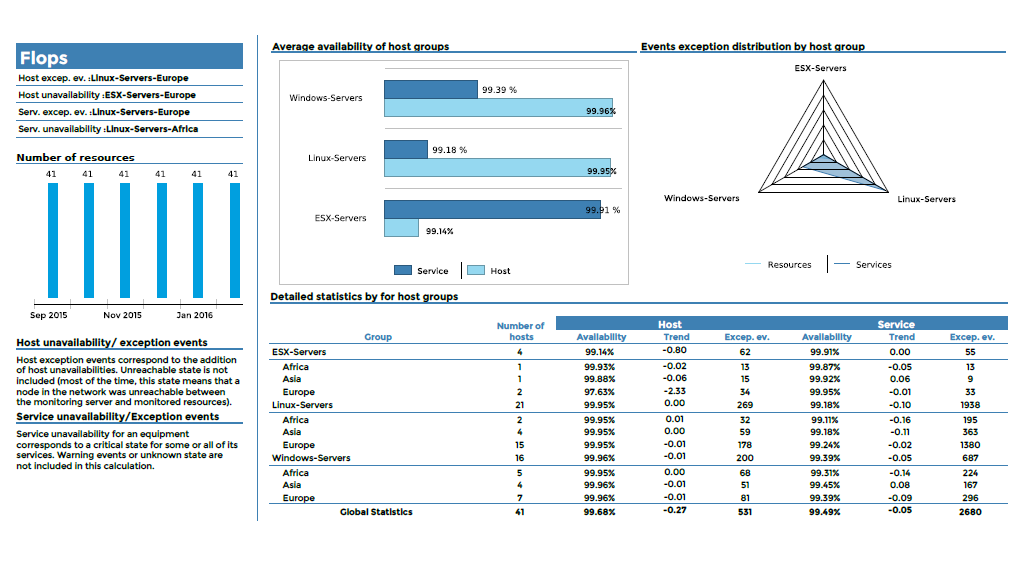 Flops
Host excep. ev. :Linux-Servers-Europe
Host unavailability :ESX-Servers-Europe
Serv. excep. ev. :Linux-Servers-Europe
Serv. unavailability :Linux-Servers-Africa
Number of resources
41 41 41 41 41 41
Sep 2015 Nov 2015 Jan 2016
Host unavailability/ exception events
Host exception events correspond to the addition
of host unavailabilities. Unreachable state is not
included (most of the time, this state means that a
node in the network was unreachable between
the monitoring server and monitored resources).
Service unavailability/Exception events
Service unavailability for an equipment
corresponds to a critical state for some or all of its
services. Warning events or unknown state are
not included in this calculation.
Average availability of host groups
Windows-Servers
99.39 %
99.96%
Linux-Servers
99.18 %
99.95%
ESX-Servers
99.91 %
99.14%
Service Host
Events exception distribution by host group
ESX-Servers
Windows-Servers
Linux-Servers
Resources Services
Detailed statistics by for host groups
Host Service
Group Number of hosts Availability Trend Excep. ev. Availability Trend Excep. ev.
ESX-Servers 4 99.14% -0.80 62 99.91% 0.00 55
Africa 1 99.93% -0.02 13 99.87% -0.05 13
Asia 1 99.88% -0.06 15 99.92% 0.06 9
Europe 2 97.63% -2.33 34 99.95% -0.01 33
Linux-Servers 21 99.95% 0.00 269 99.18% -0.10 1938
Africa 2 99.95% 0.01 32 99.11% -0.16 195
Asia 4 99.95% 0.00 59 99.18% -0.11 363
Europe 15 99.95% -0.01 178 99.24% -0.02 1380
Windows-Servers 16 99.96% -0.01 200 99.39% -0.05 687
Africa 5 99.95% 0.00 68 99.31% -0.14 224
Asia 4 99.96% -0.01 51 99.45% 0.08 167
Europe 7 99.96% -0.01 81 99.39% -0.09 296
Global Statistics 41 99.68% -0.27 531 99.49% -0.05 2680